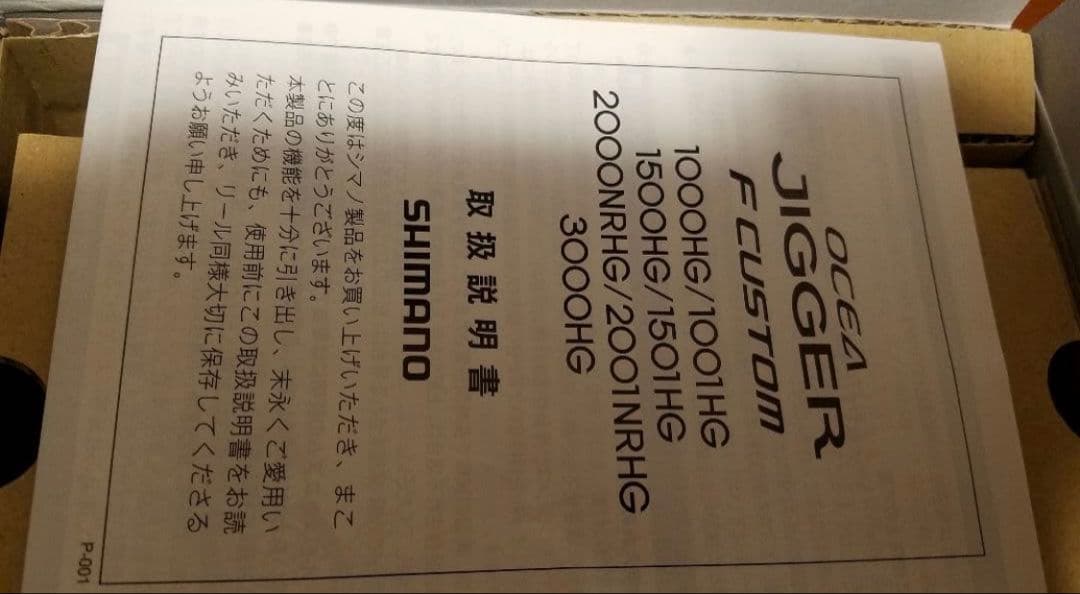 OCEA
JIGGER
F CUSTOM
1000HG/1001HG
1500HG/1501HG
2000NRHG/2001NRHG
3000HG
取扱説明書
SHIMANO
この度はシマノ製品をお買い上げいただき、まこ
とにありがとうございます。
本製品の機能を十分に引き出し、末永くご愛用い
ただくためにも、使用前にこの取扱説明書をお読
みいただき、リール同様大切に保存してくださる
ようお願い申し上げます。
P-001